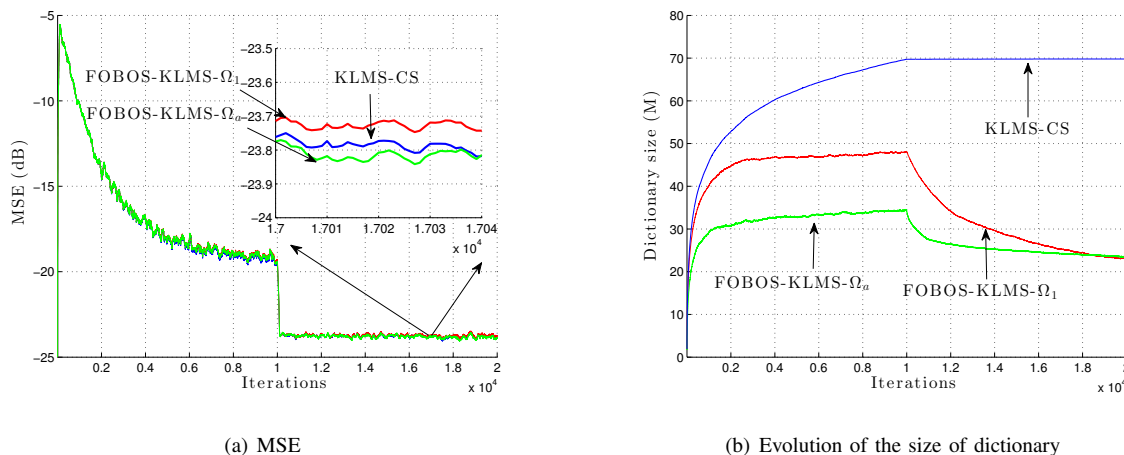 −5
−10
−15
−20
−25
MSE (dB)
0.2 0.4 0.6 0.8 1 1.2 1.4 1.6 1.8 2
x 10⁴
Iterations
−23.5
−23.6
−23.7
−23.8
−23.9
−24
1.7 1.701 1.702 1.703 1.704
x 10⁴
FOBOS-KLMS-Ω₁
FOBOS-KLMS-Ωₐ
KLMS-CS
(a) MSE
80
70
60
50
40
30
20
10
0
Dictionary size (M)
0.2 0.4 0.6 0.8 1 1.2 1.4 1.6 1.8 2
x 10⁴
Iterations
KLMS-CS
FOBOS-KLMS-Ωₐ
FOBOS-KLMS-Ω₁
(b) Evolution of the size of dictionary